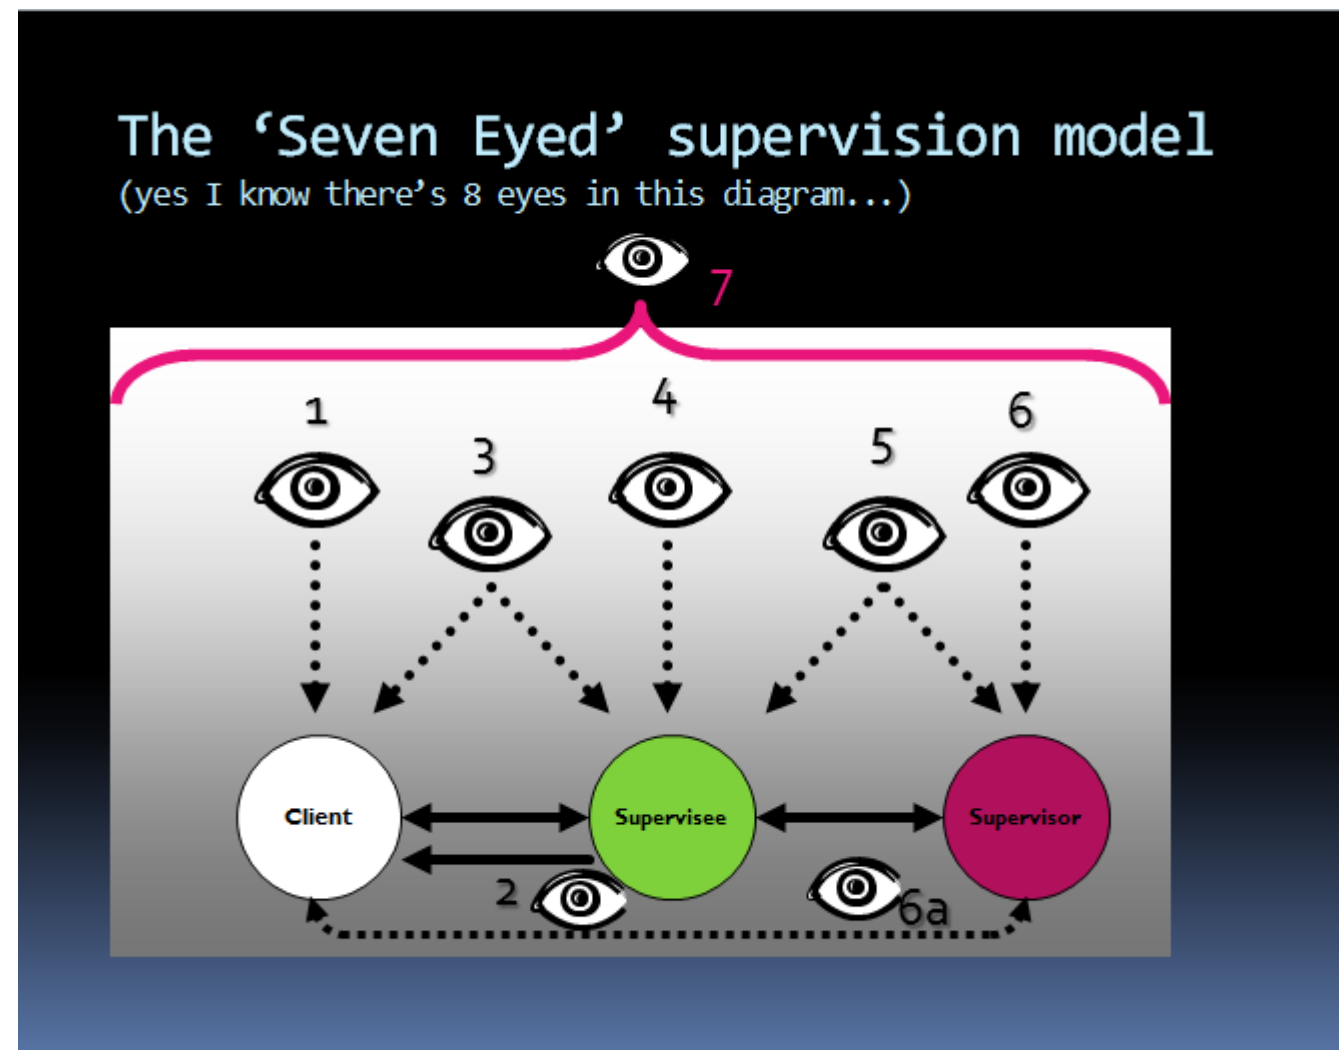 The ‘Seven Eyed’ supervision model
(yes I know there’s 8 eyes in this diagram...)
7
1
3
4
5
6
Client
Supervisee
Supervisor
2
6a